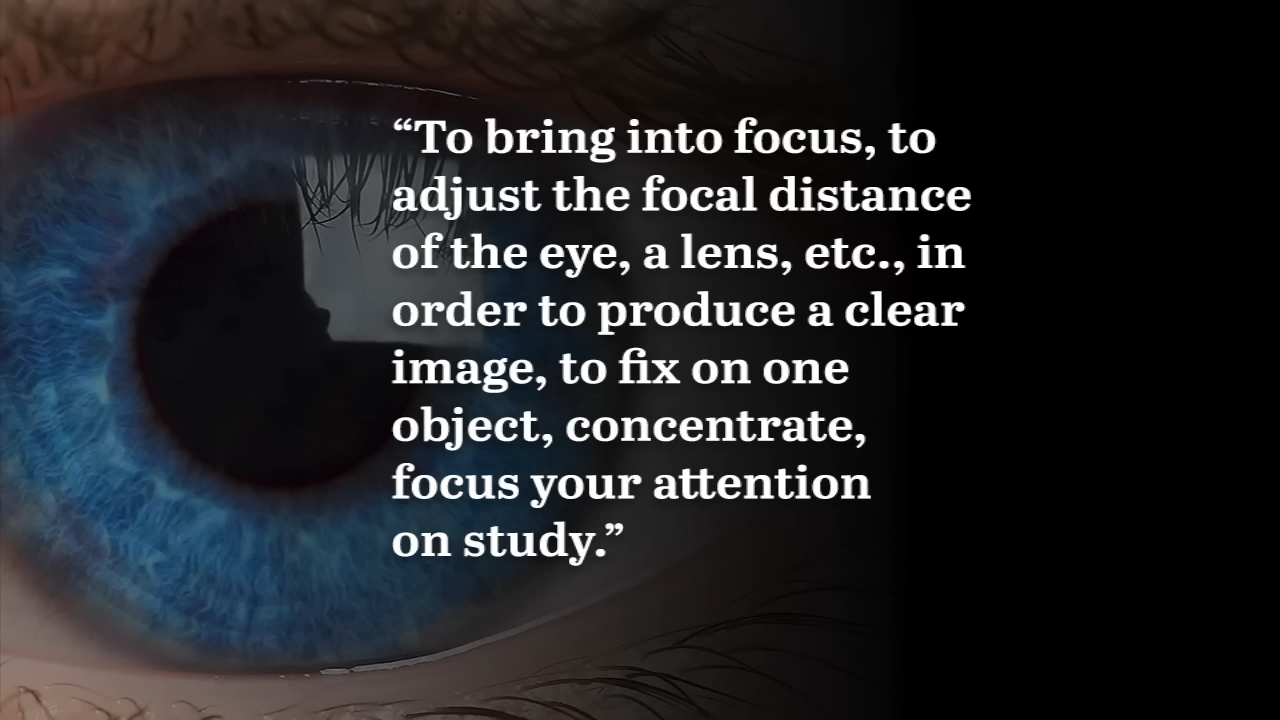 “To bring into focus, to
adjust the focal distance
of the eye, a lens, etc., in
order to produce a clear
image, to fix on one
object, concentrate,
focus your attention
on study.”